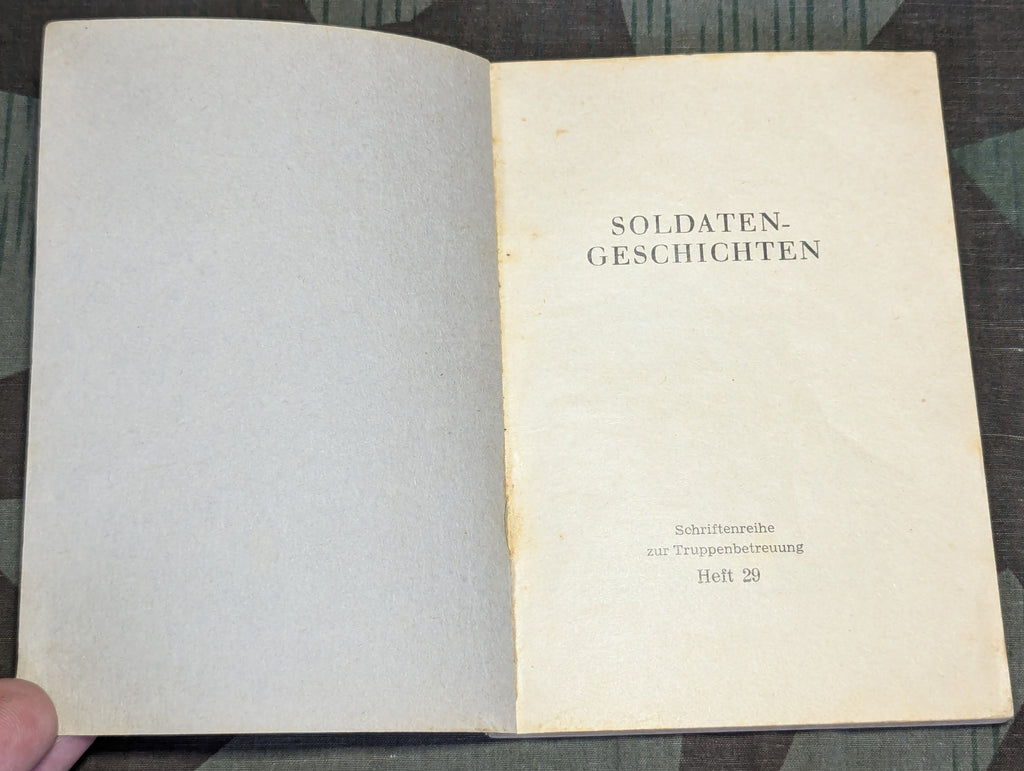 SOLDATEN-
GESCHICHTEN
Schriftenreihe
zur Truppenbetreuung
Heft 29